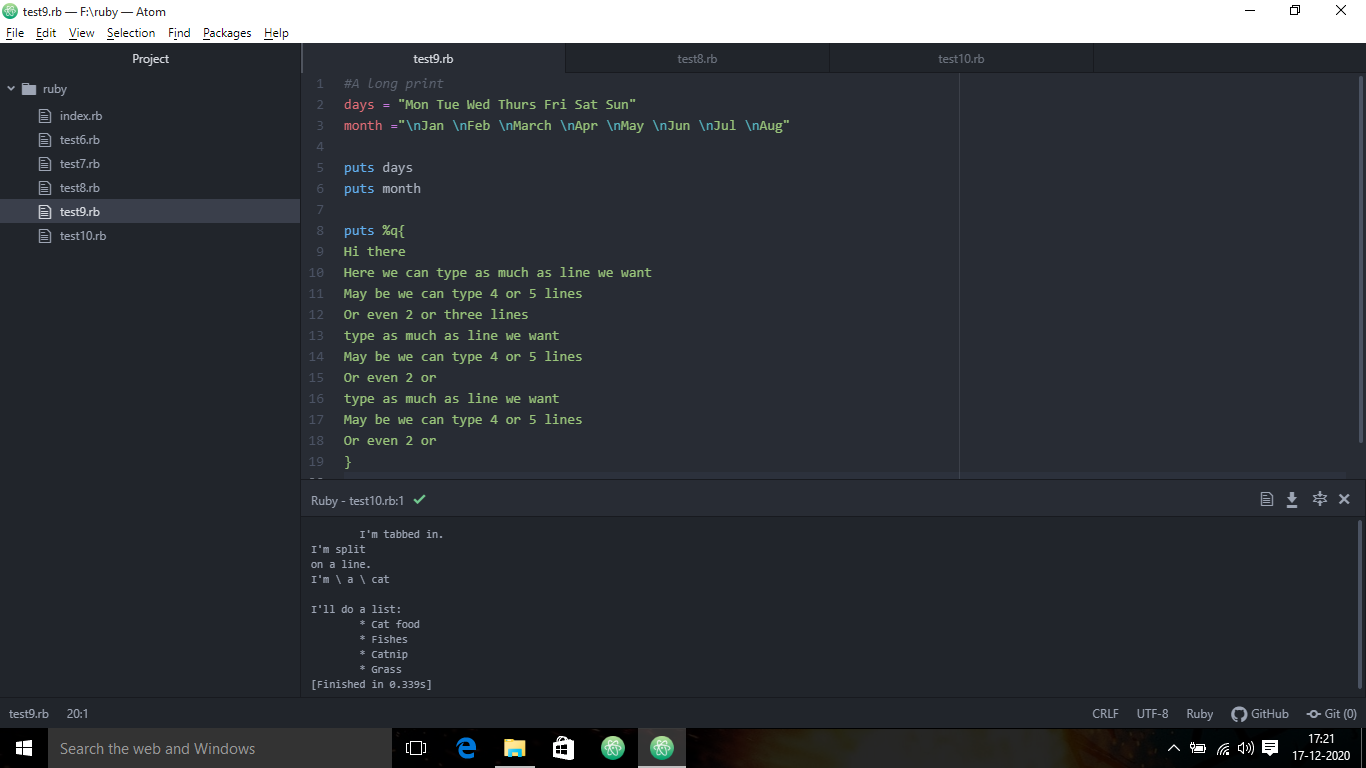 test9.rb — F:\ruby — Atom
File Edit View Selection Find Packages Help
Project
test9.rb test8.rb test10.rb
ruby
index.rb
test6.rb
test7.rb
test8.rb
test9.rb
test10.rb
1 #A long print
2 days = "Mon Tue Wed Thurs Fri Sat Sun"
3 month ="\nJan \nFeb \nMarch \nApr \nMay \nJun \nJul \nAug"
4
5 puts days
6 puts month
7
8 puts %q{
9 Hi there
10 Here we can type as much as line we want
11 May be we can type 4 or 5 lines
12 Or even 2 or three lines
13 type as much as line we want
14 May be we can type 4 or 5 lines
15 Or even 2 or
16 type as much as line we want
17 May be we can type 4 or 5 lines
18 Or even 2 or
19 }
Ruby - test10.rb:1
I'm tabbed in.
I'm split
on a line.
I'm \ a \ cat
I'll do a list:
* Cat food
* Fishes
* Catnip
* Grass
[Finished in 0.339s]
test9.rb 20:1 CRLF UTF-8 Ruby GitHub Git (0)
Search the web and Windows
17:21
17-12-2020